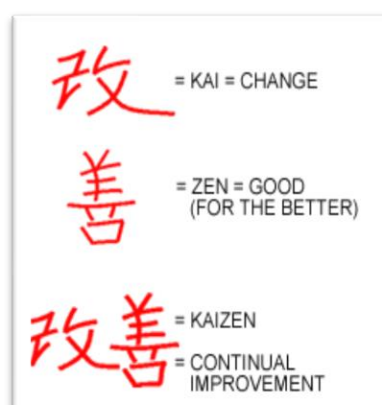 改 = KAI = CHANGE
善 = ZEN = GOOD
(FOR THE BETTER)
改善 = KAIZEN
= CONTINUAL
IMPROVEMENT